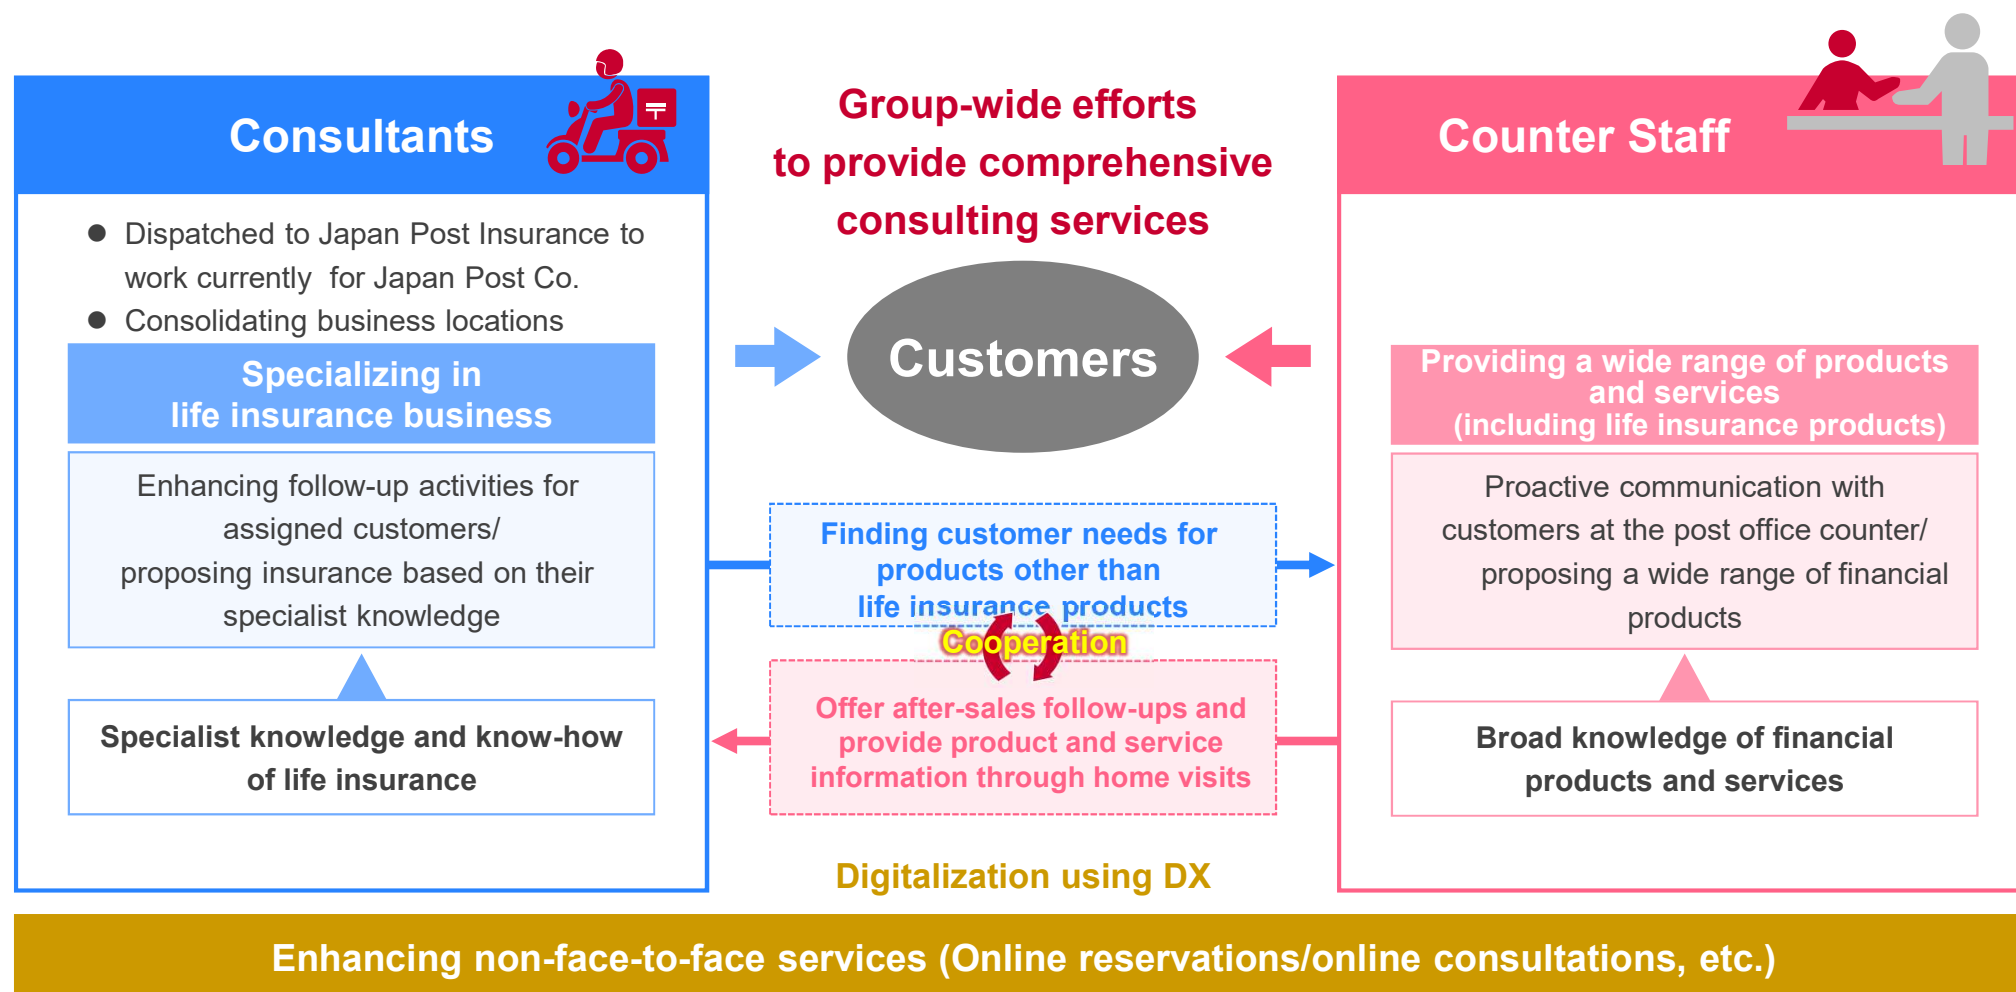 Consultants
● Dispatched to Japan Post Insurance to
work currently for Japan Post Co.
● Consolidating business locations
Specializing in
life insurance business
Enhancing follow-up activities for
assigned customers/
proposing insurance based on their
specialist knowledge
Specialist knowledge and know-how
of life insurance
Group-wide efforts
to provide comprehensive
consulting services
Customers
Finding customer needs for
products other than
life insurance products
Cooperation
Offer after-sales follow-ups and
provide product and service
information through home visits
Counter Staff
Providing a wide range of products
and services
(including life insurance products)
Proactive communication with
customers at the post office counter/
proposing a wide range of financial
products
Broad knowledge of financial
products and services
Digitalization using DX
Enhancing non-face-to-face services (Online reservations/online consultations, etc.)